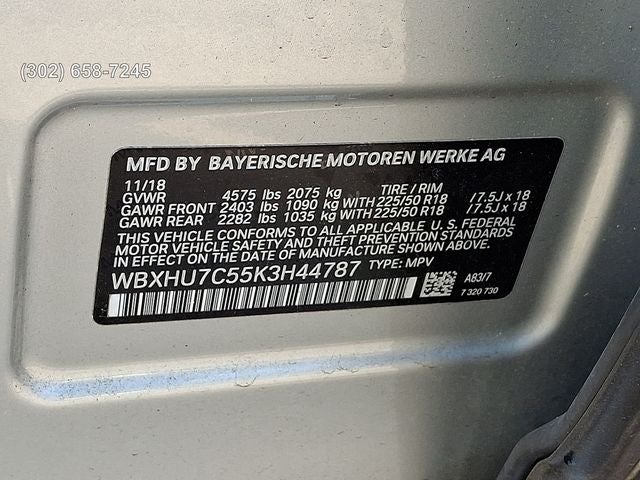 (302) 658-7245
MFD BY BAYERISCHE MOTOREN WERKE AG
11/18
GVWR 4575 lbs 2075 kg TIRE / RIM
GAWR FRONT 2403 lbs 1090 kg WITH 225/50 R18 / 7.5J x 18
GAWR REAR 2282 lbs 1035 kg WITH 225/50 R18 / 7.5J x 18
THIS VEHICLE CONFORMS TO ALL APPLICABLE U.S. FEDERAL
MOTOR VEHICLE SAFETY, BUMPER, AND THEFT PREVENTION
STANDARDS IN EFFECT ON THE DATE OF MANUFACTURE SHOWN ABOVE.
WBXHU7C55K3H44787 TYPE: MPV
A83/7
7 320 730